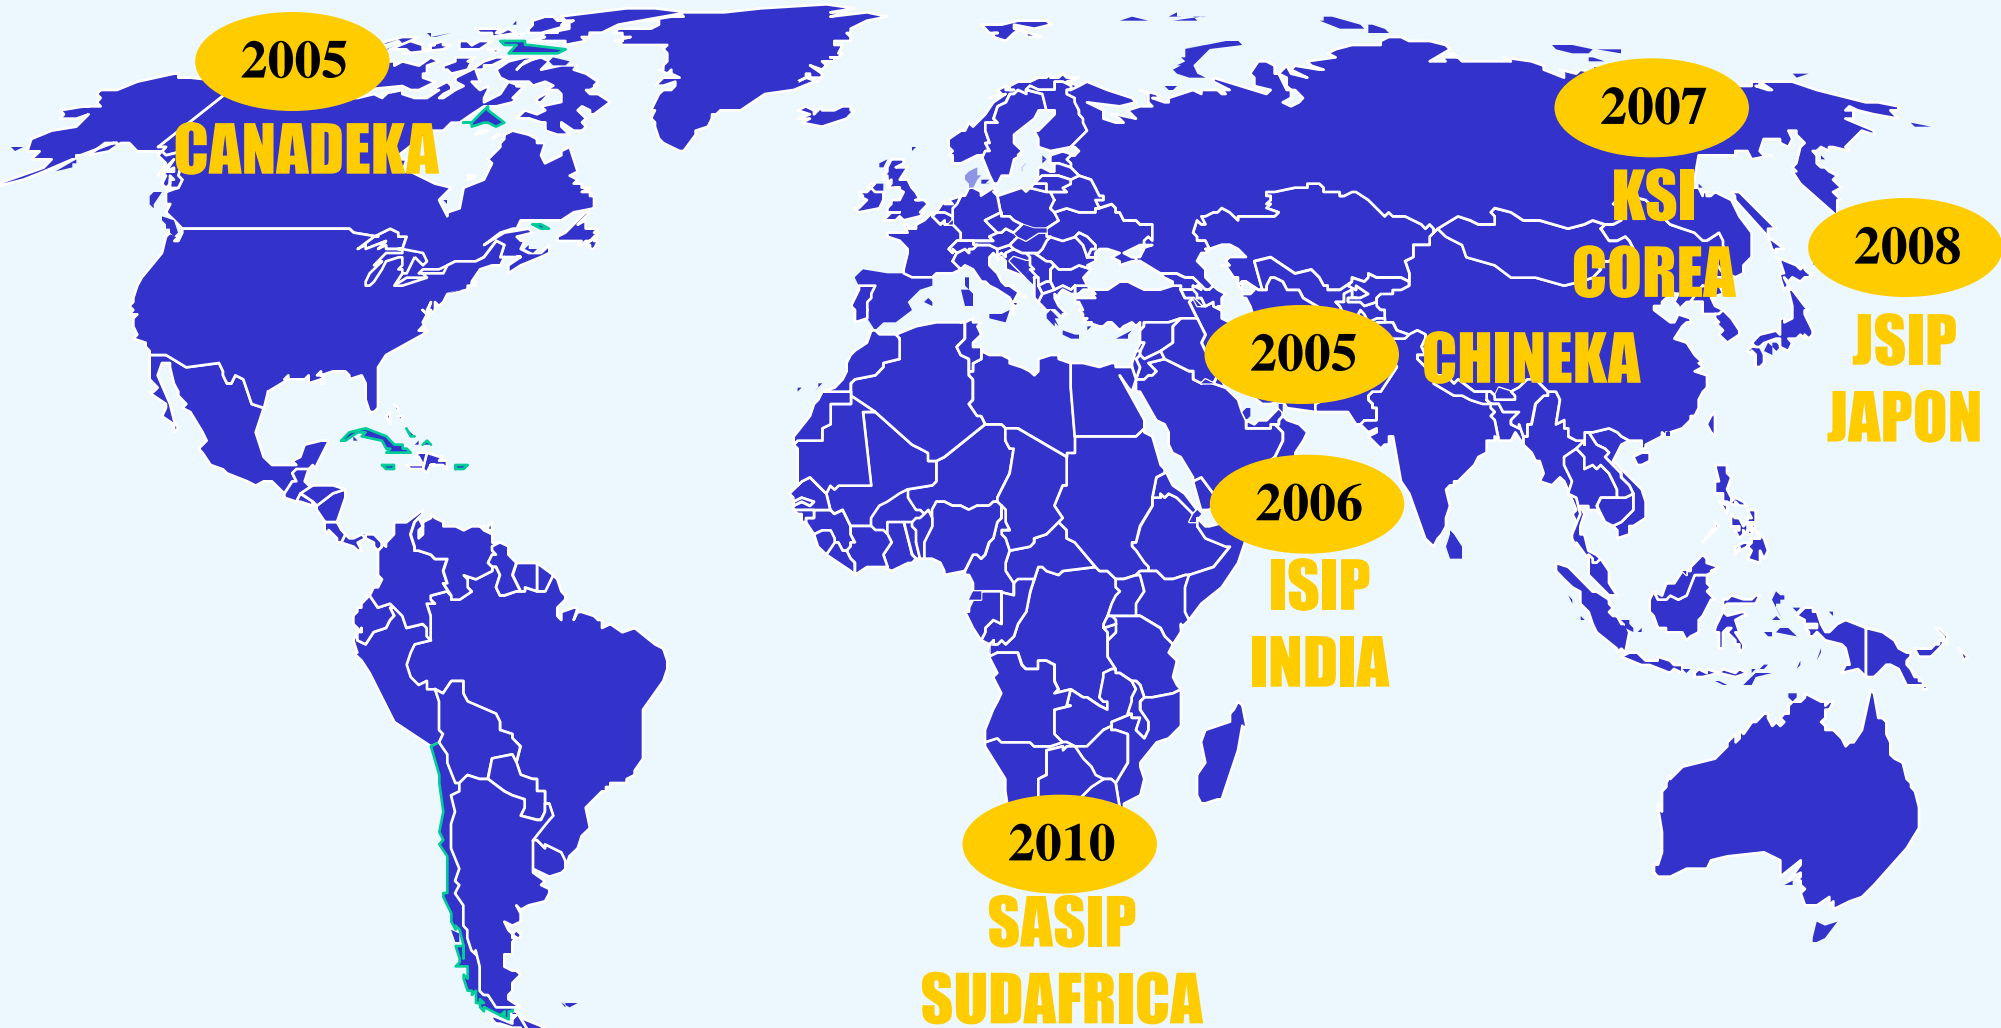 2005
CANADEKA
2007
KSI
COREA
2008
JSIP
JAPON
2005
CHINEKA
2006
ISIP
INDIA
2010
SASIP
SUDAFRICA